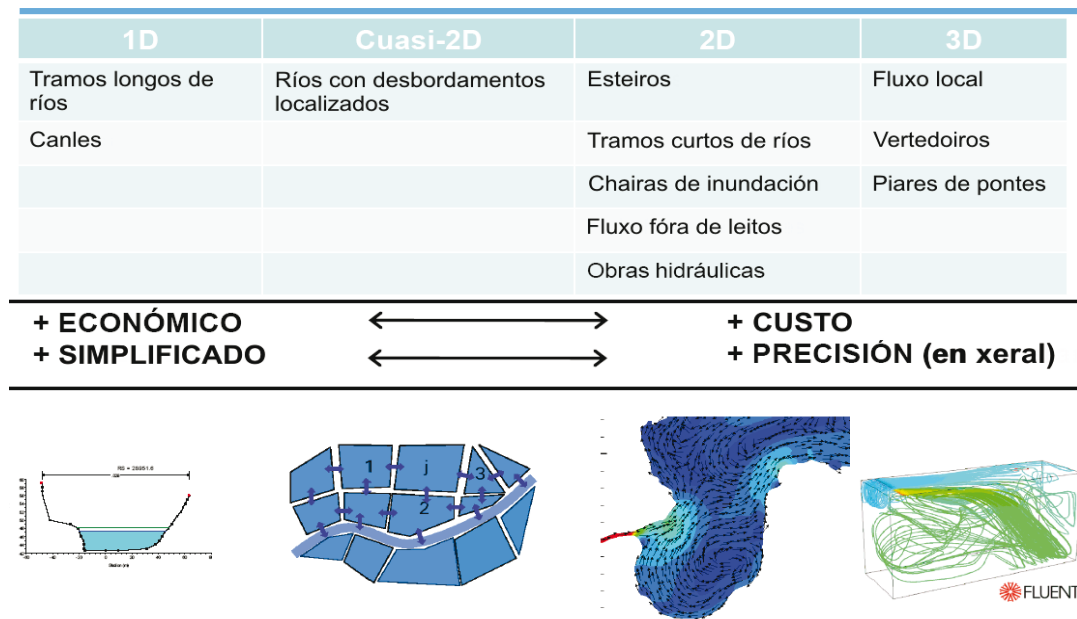 1D Cuasi-2D 2D 3D
Tramos longos de
ríos
Ríos con desbordamentos
localizados
Esteiros
Fluxo local
Canles
Tramos curtos de ríos
Vertedoiros
Chairas de inundación
Piares de pontes
Fluxo fóra de leitos
Obras hidráulicas
+ ECONÓMICO
+ CUSTO
+ SIMPLIFICADO
+ PRECISIÓN (en xeral)
1
j
3
2
FLUENT